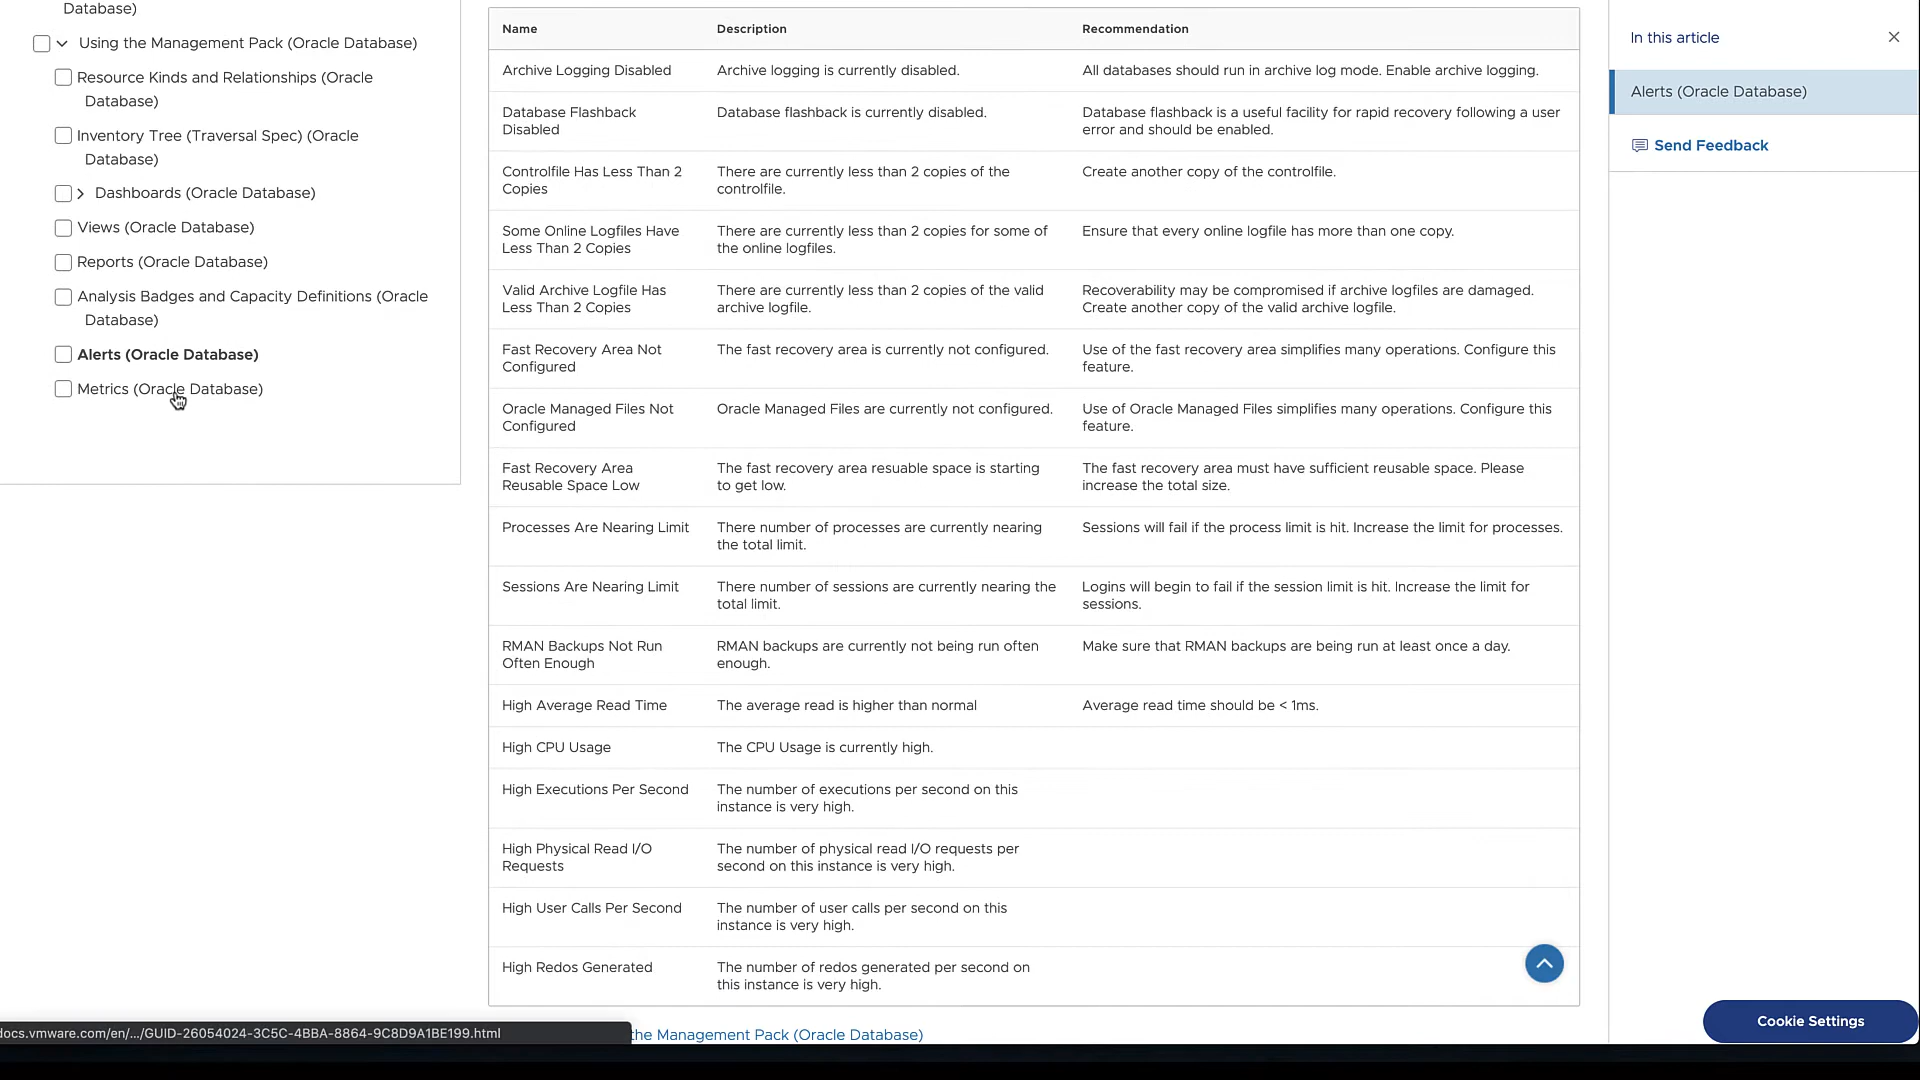 Database)
Using the Management Pack (Oracle Database)
Resource Kinds and Relationships (Oracle
Database)
Inventory Tree (Traversal Spec) (Oracle
Database)
Dashboards (Oracle Database)
Views (Oracle Database)
Reports (Oracle Database)
Analysis Badges and Capacity Definitions (Oracle
Database)
Alerts (Oracle Database)
Metrics (Oracle Database)
Name Description Recommendation
Archive Logging Disabled Archive logging is currently disabled. All databases should run in archive log mode. Enable archive logging.
Database Flashback Database flashback is currently disabled. Database flashback is a useful facility for rapid recovery following a user
Disabled error and should be enabled.
Controlfile Has Less Than 2 There are currently less than 2 copies of the Create another copy of the controlfile.
Copies controlfile.
Some Online Logfiles Have There are currently less than 2 copies for some of Ensure that every online logfile has more than one copy.
Less Than 2 Copies the online logfiles.
Valid Archive Logfile Has There are currently less than 2 copies of the valid Recoverability may be compromised if archive logfiles are damaged.
Less Than 2 Copies archive logfile. Create another copy of the valid archive logfile.
Fast Recovery Area Not The fast recovery area is currently not configured. Use of the fast recovery area simplifies many operations. Configure this
Configured feature.
Oracle Managed Files Not Oracle Managed Files are currently not configured. Use of Oracle Managed Files simplifies many operations. Configure this
Configured feature.
Fast Recovery Area The fast recovery area resuable space is starting The fast recovery area must have sufficient reusable space. Please
Reusable Space Low to get low. increase the total size.
Processes Are Nearing Limit There number of processes are currently nearing Sessions will fail if the process limit is hit. Increase the limit for processes.
the total limit.
Sessions Are Nearing Limit There number of sessions are currently nearing the Logins will begin to fail if the session limit is hit. Increase the limit for
total limit. sessions.
RMAN Backups Not Run RMAN backups are currently not being run often Make sure that RMAN backups are being run at least once a day.
Often Enough enough.
High Average Read Time The average read is higher than normal Average read time should be < 1ms.
High CPU Usage The CPU Usage is currently high.
High Executions Per Second The number of executions per second on this
instance is very high.
High Physical Read I/O The number of physical read I/O requests per
Requests second on this instance is very high.
High User Calls Per Second The number of user calls per second on this
instance is very high.
High Redos Generated The number of redos generated per second on
this instance is very high.
the Management Pack (Oracle Database)
In this article
Alerts (Oracle Database)
Send Feedback
Cookie Settings
docs.vmware.com/en/.../GUID-26054024-3C5C-4BBA-8864-9C8D9A1BE199.html